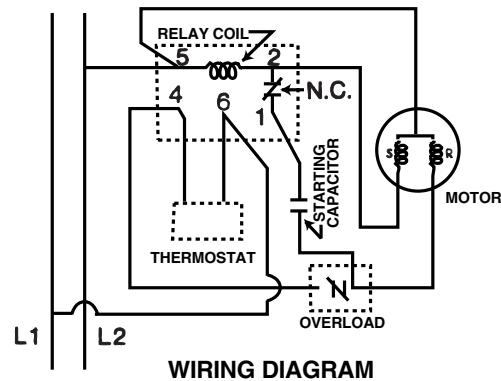 RELAY COIL
5 2
N.C.
4 6 1
S R
MOTOR
STARTING
CAPACITOR
THERMOSTAT
OVERLOAD
L1 L2
WIRING DIAGRAM